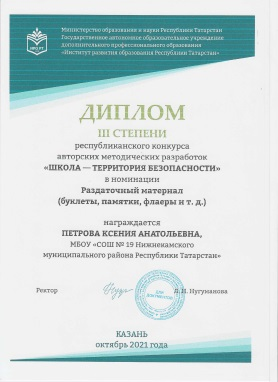 Министерство образования и науки Республики Татарстан
Государственное автономное образовательное учреждение
дополнительного профессионального образования
«Институт развития образования Республики Татарстан»
ДИПЛОМ
III СТЕПЕНИ
республиканского конкурса
авторских методических разработок
«ШКОЛА — ТЕРРИТОРИЯ БЕЗОПАСНОСТИ»
в номинации
Раздаточный материал
(буклеты, памятки, флаеры и т. д.)
награждается
ПЕТРОВА КСЕНИЯ АНАТОЛЬЕВНА,
МБОУ «СОШ № 19 Нижнекамского
муниципального района Республики Татарстан»
Ректор
Л. Н. Нугуманова
КАЗАНЬ
октябрь 2021 года